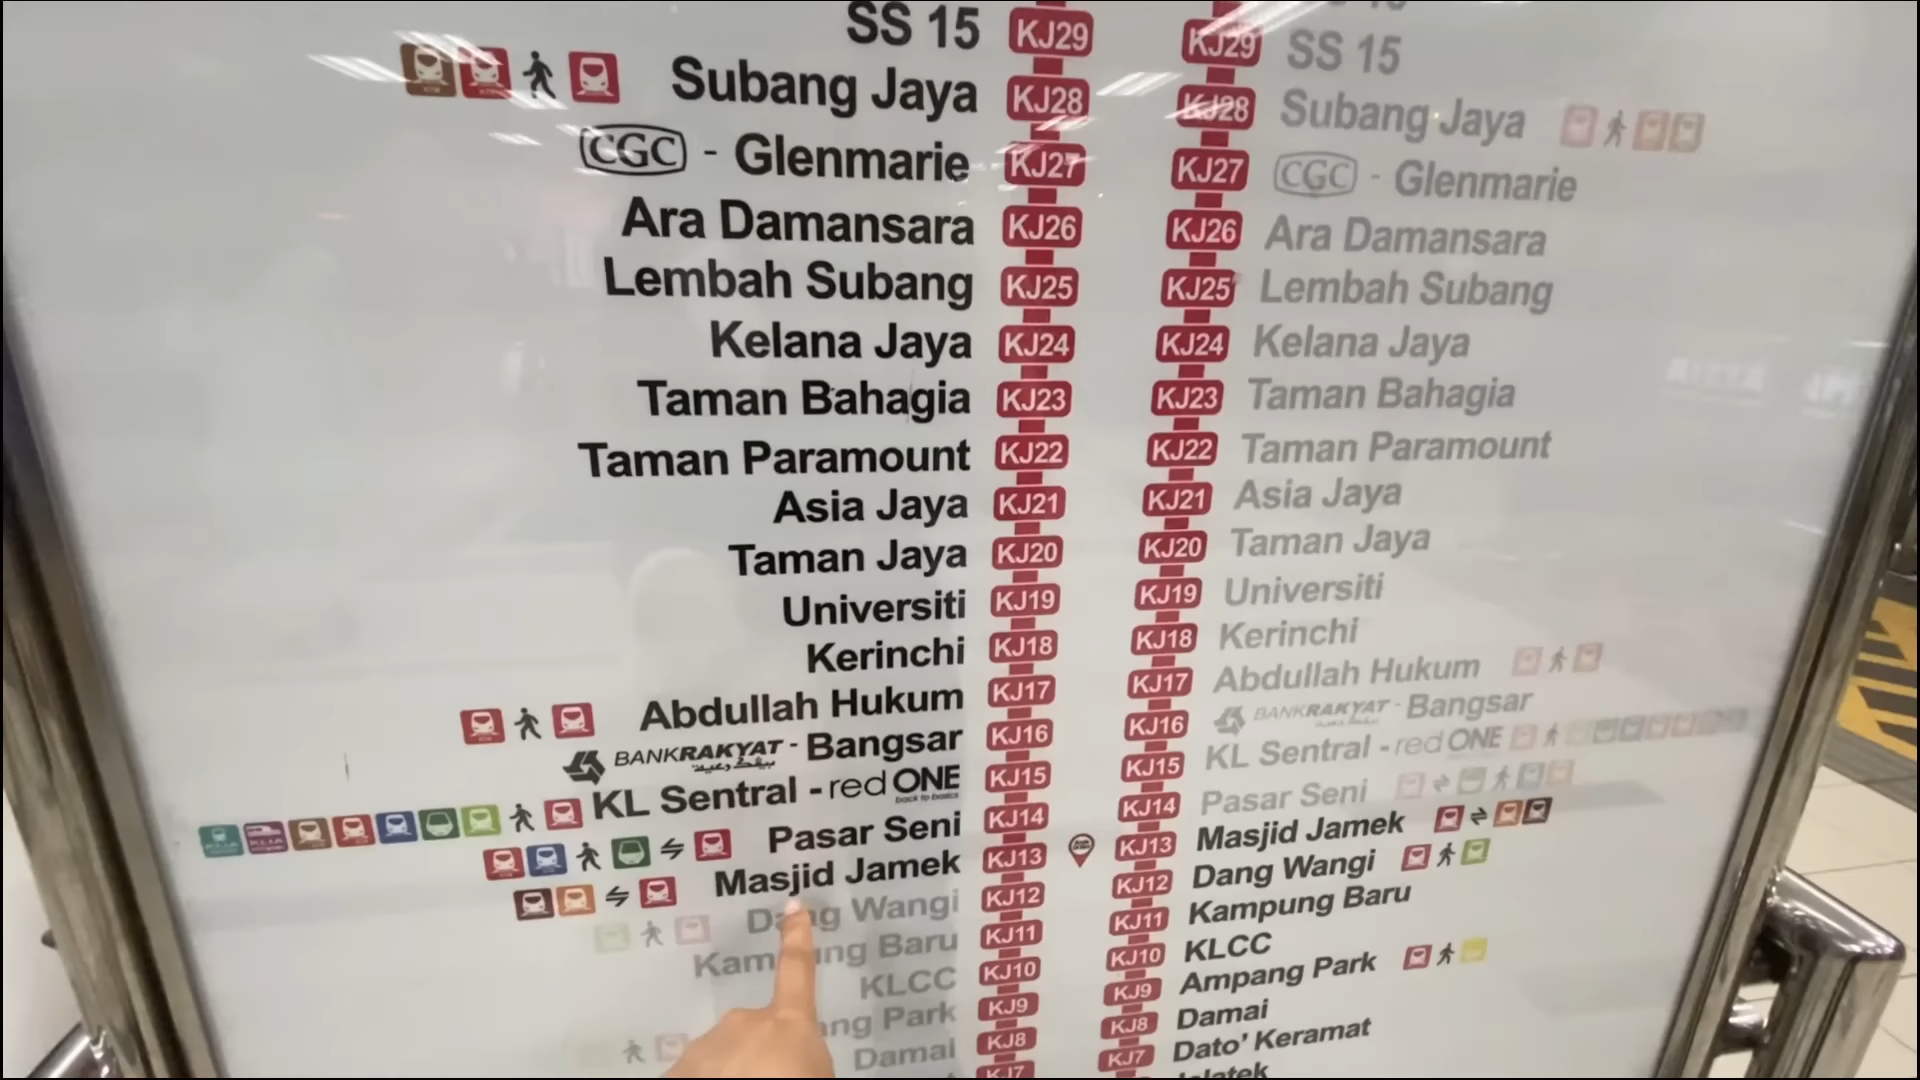 SS 15 KJ29
Subang Jaya KJ28
CGC - Glenmarie KJ27
Ara Damansara KJ26
Lembah Subang KJ25
Kelana Jaya KJ24
Taman Bahagia KJ23
Taman Paramount KJ22
Asia Jaya KJ21
Taman Jaya KJ20
Universiti KJ19
Kerinchi KJ18
Abdullah Hukum KJ17
BANKRAKYAT - Bangsar KJ16
KL Sentral - redONE KJ15
back to basics
Pasar Seni KJ14
Masjid Jamek KJ13
Dang Wangi KJ12
Kampung Baru KJ11
KLCC KJ10
ang Park KJ9
Damai KJ8
KJ7
KJ29 SS 15
KJ28 Subang Jaya
KJ27 CGC - Glenmarie
KJ26 Ara Damansara
KJ25 Lembah Subang
KJ24 Kelana Jaya
KJ23 Taman Bahagia
KJ22 Taman Paramount
KJ21 Asia Jaya
KJ20 Taman Jaya
KJ19 Universiti
KJ18 Kerinchi
KJ17 Abdullah Hukum
KJ16 BANKRAKYAT - Bangsar
KJ15 KL Sentral - redONE
KJ14 Pasar Seni
KJ13 Masjid Jamek
KJ12 Dang Wangi
KJ11 Kampung Baru
KJ10 KLCC
KJ9 Ampang Park
KJ8 Damai
KJ7 Dato' Keramat